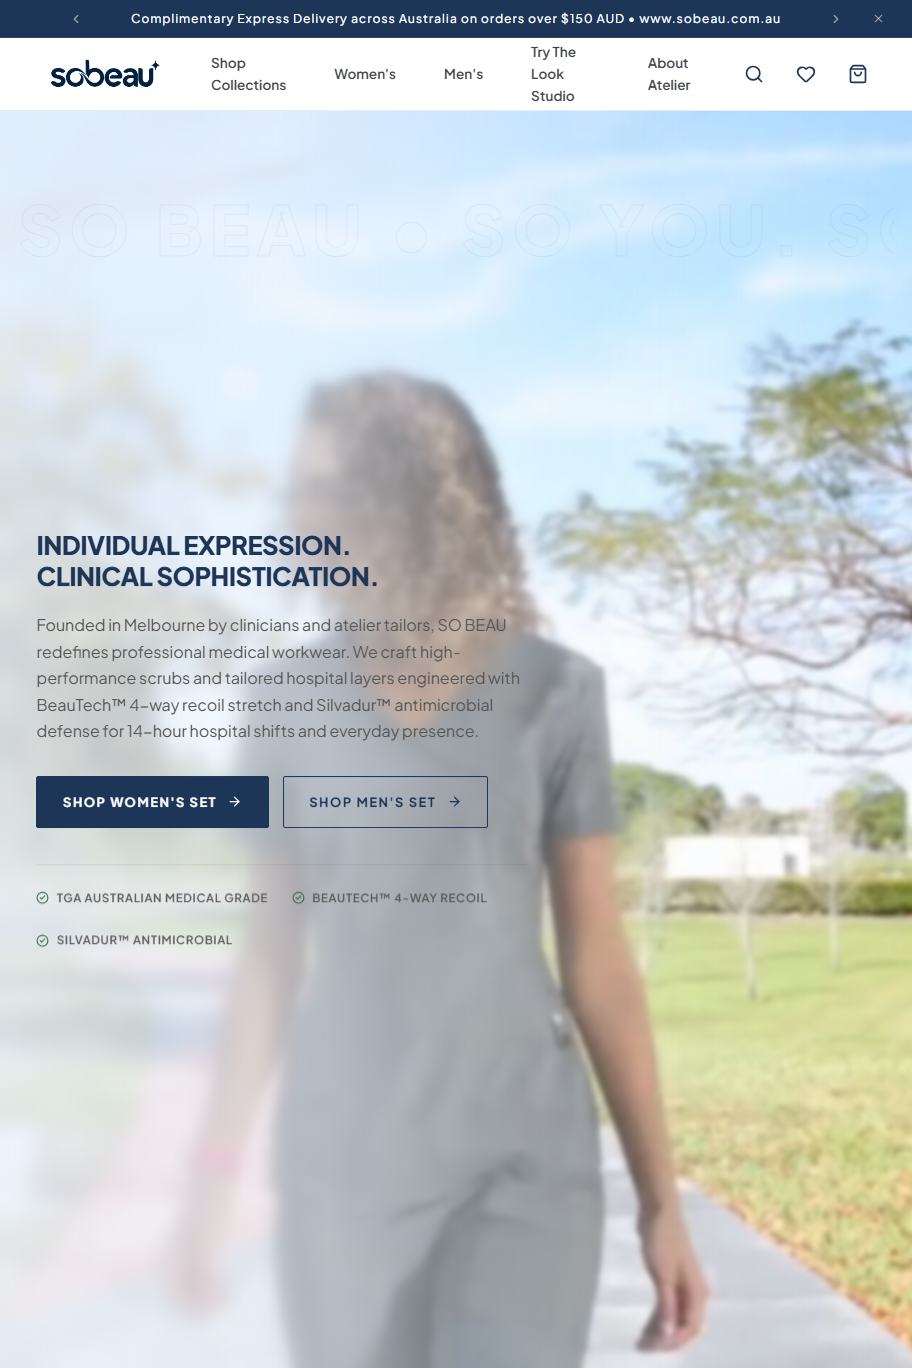 Complimentary Express Delivery across Australia on orders over $150 AUD • www.sobeau.com.au
sobeau
Shop
Collections
Women's
Men's
Try The
Look
Studio
About
Atelier
SO BEAU • SO YOU. SO
INDIVIDUAL EXPRESSION.
CLINICAL SOPHISTICATION.
Founded in Melbourne by clinicians and atelier tailors, SO BEAU
redefines professional medical workwear. We craft high-
performance scrubs and tailored hospital layers engineered with
BeauTech™ 4-way recoil stretch and Silvadur™ antimicrobial
defense for 14-hour hospital shifts and everyday presence.
SHOP WOMEN'S SET →
SHOP MEN'S SET →
TGA AUSTRALIAN MEDICAL GRADE
BEAUTECH™ 4-WAY RECOIL
SILVADUR™ ANTIMICROBIAL